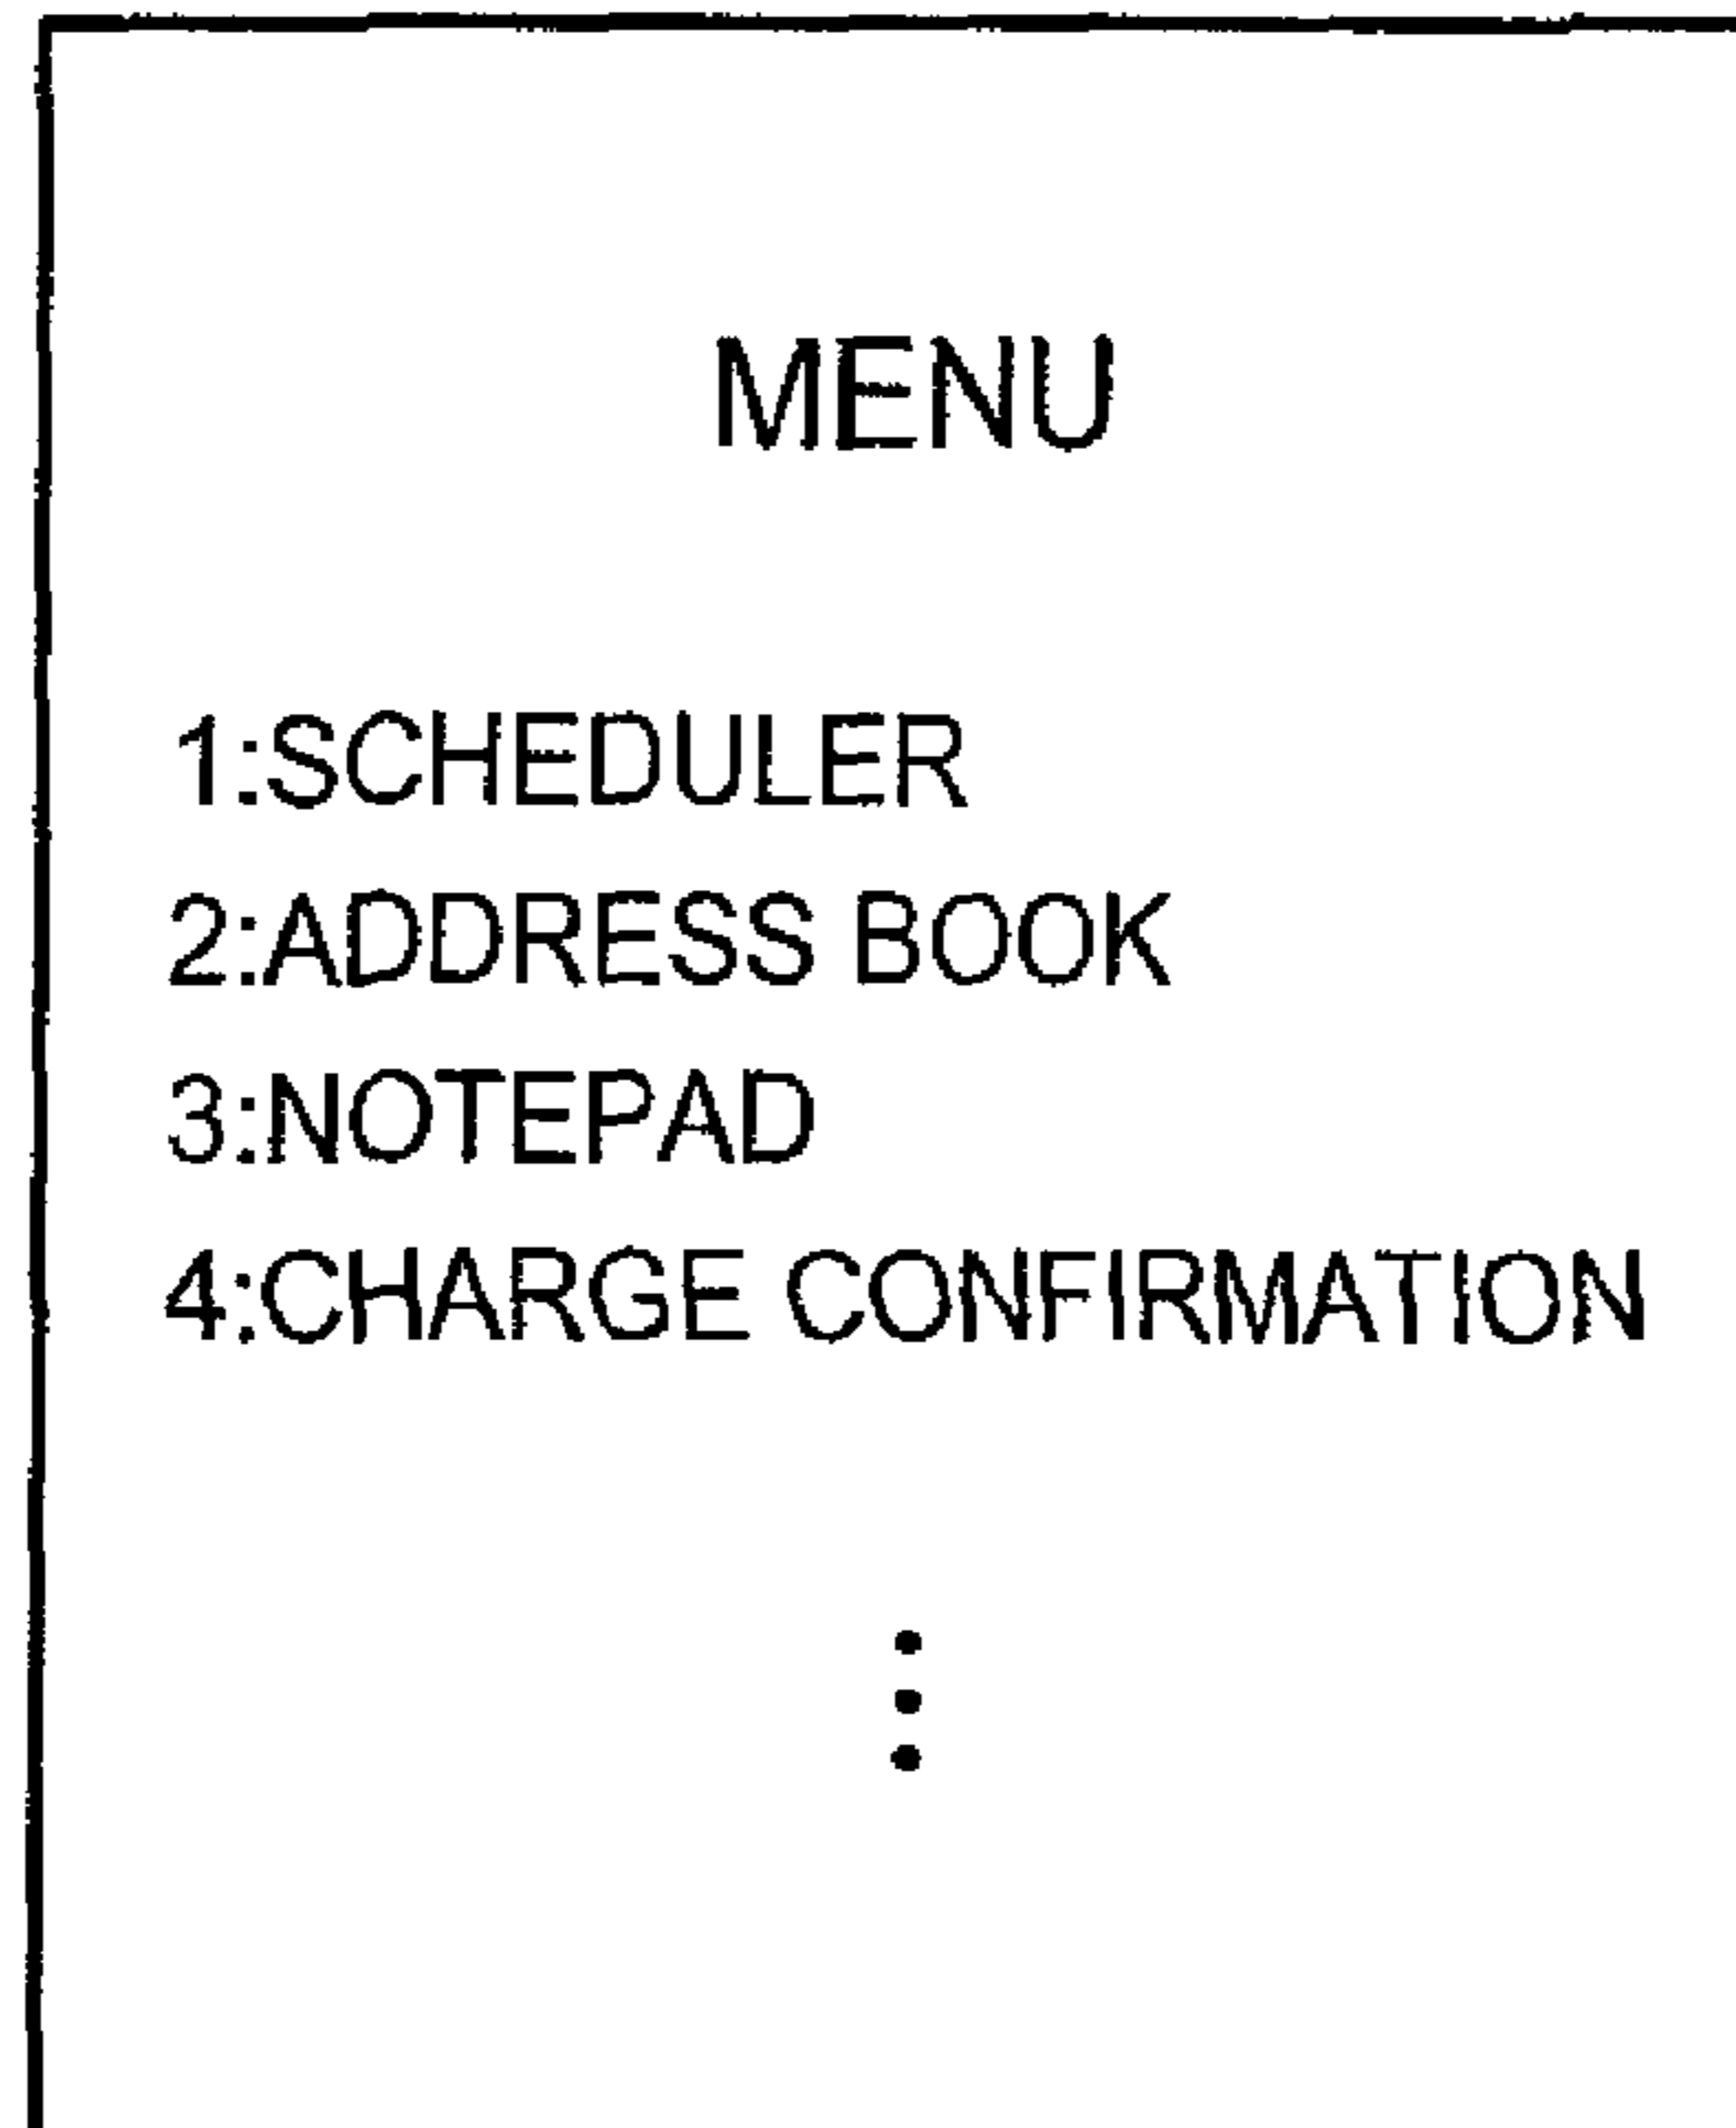 MENU
1:SCHEDULER
2:ADDRESS BOOK
3:NOTEPAD
4:CHARGE CONFIRMATION